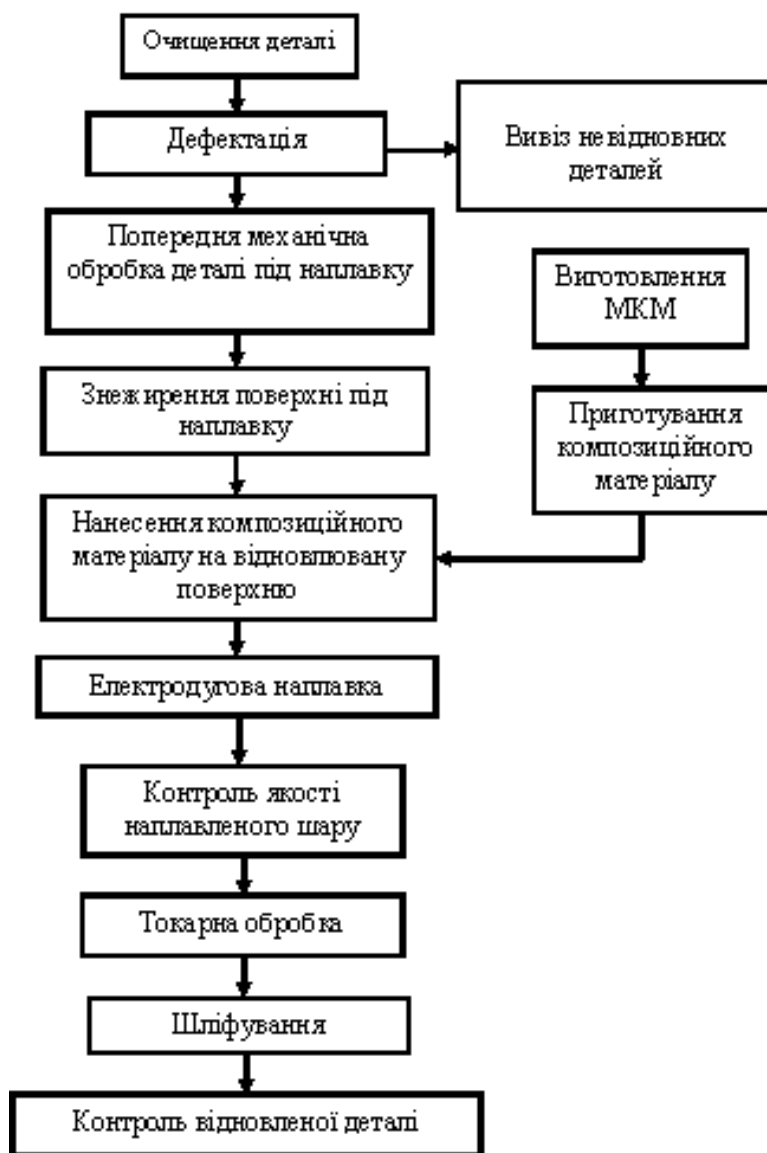 Очищення деталі
Дефектація
Вивіз невідновних
деталей
Попередня механічна
обробка деталі під наплавку
Виготовлення
МКМ
Знежирення поверхні під
наплавку
Приготування
композиційного
матеріалу
Нанесення композиційного
матеріалу на відновлювану
поверхню
Електродугова наплавка
Контроль якості
наплавленого шару
Токарна обробка
Шліфування
Контроль відновленої деталі